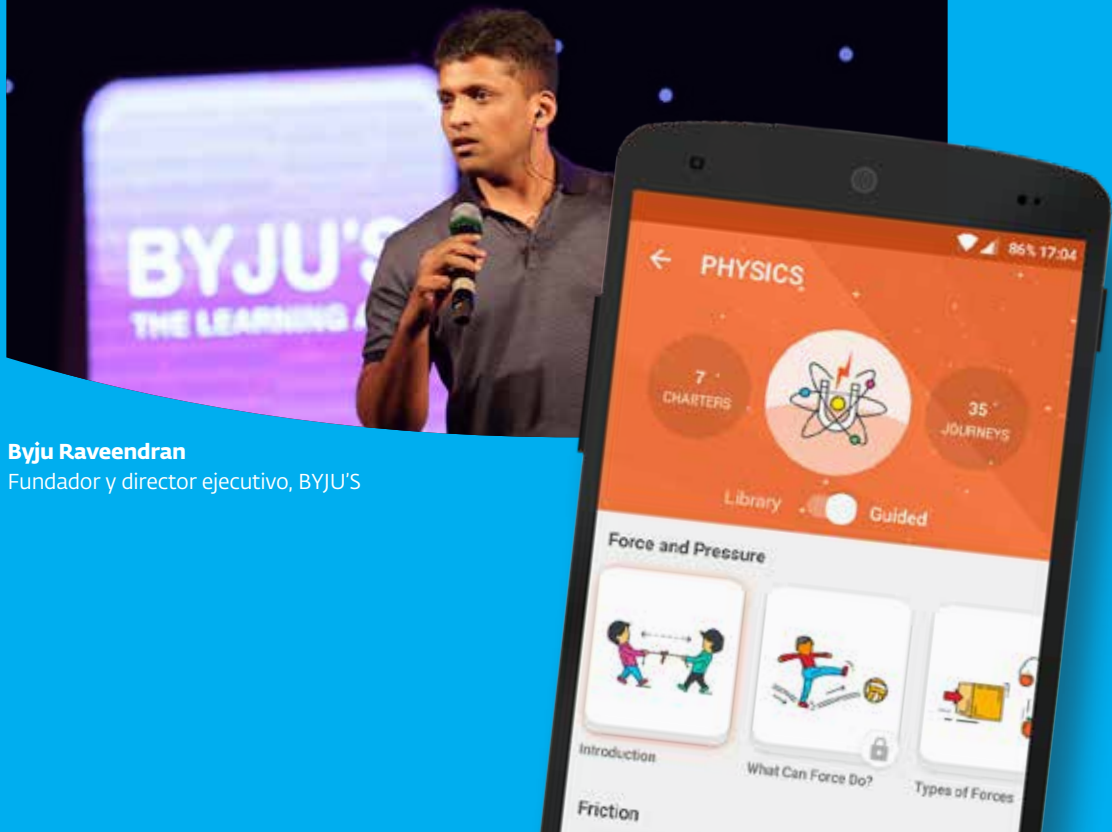 BYJU'S
THE LEARNING A
Byju Raveendran
Fundador y director ejecutivo, BYJU'S
86% 17:04
PHYSICS
7
CHARTERS
35
JOURNEYS
Library
Guided
Force and Pressure
Introduction
What Can Force Do?
Types of Forces
Friction